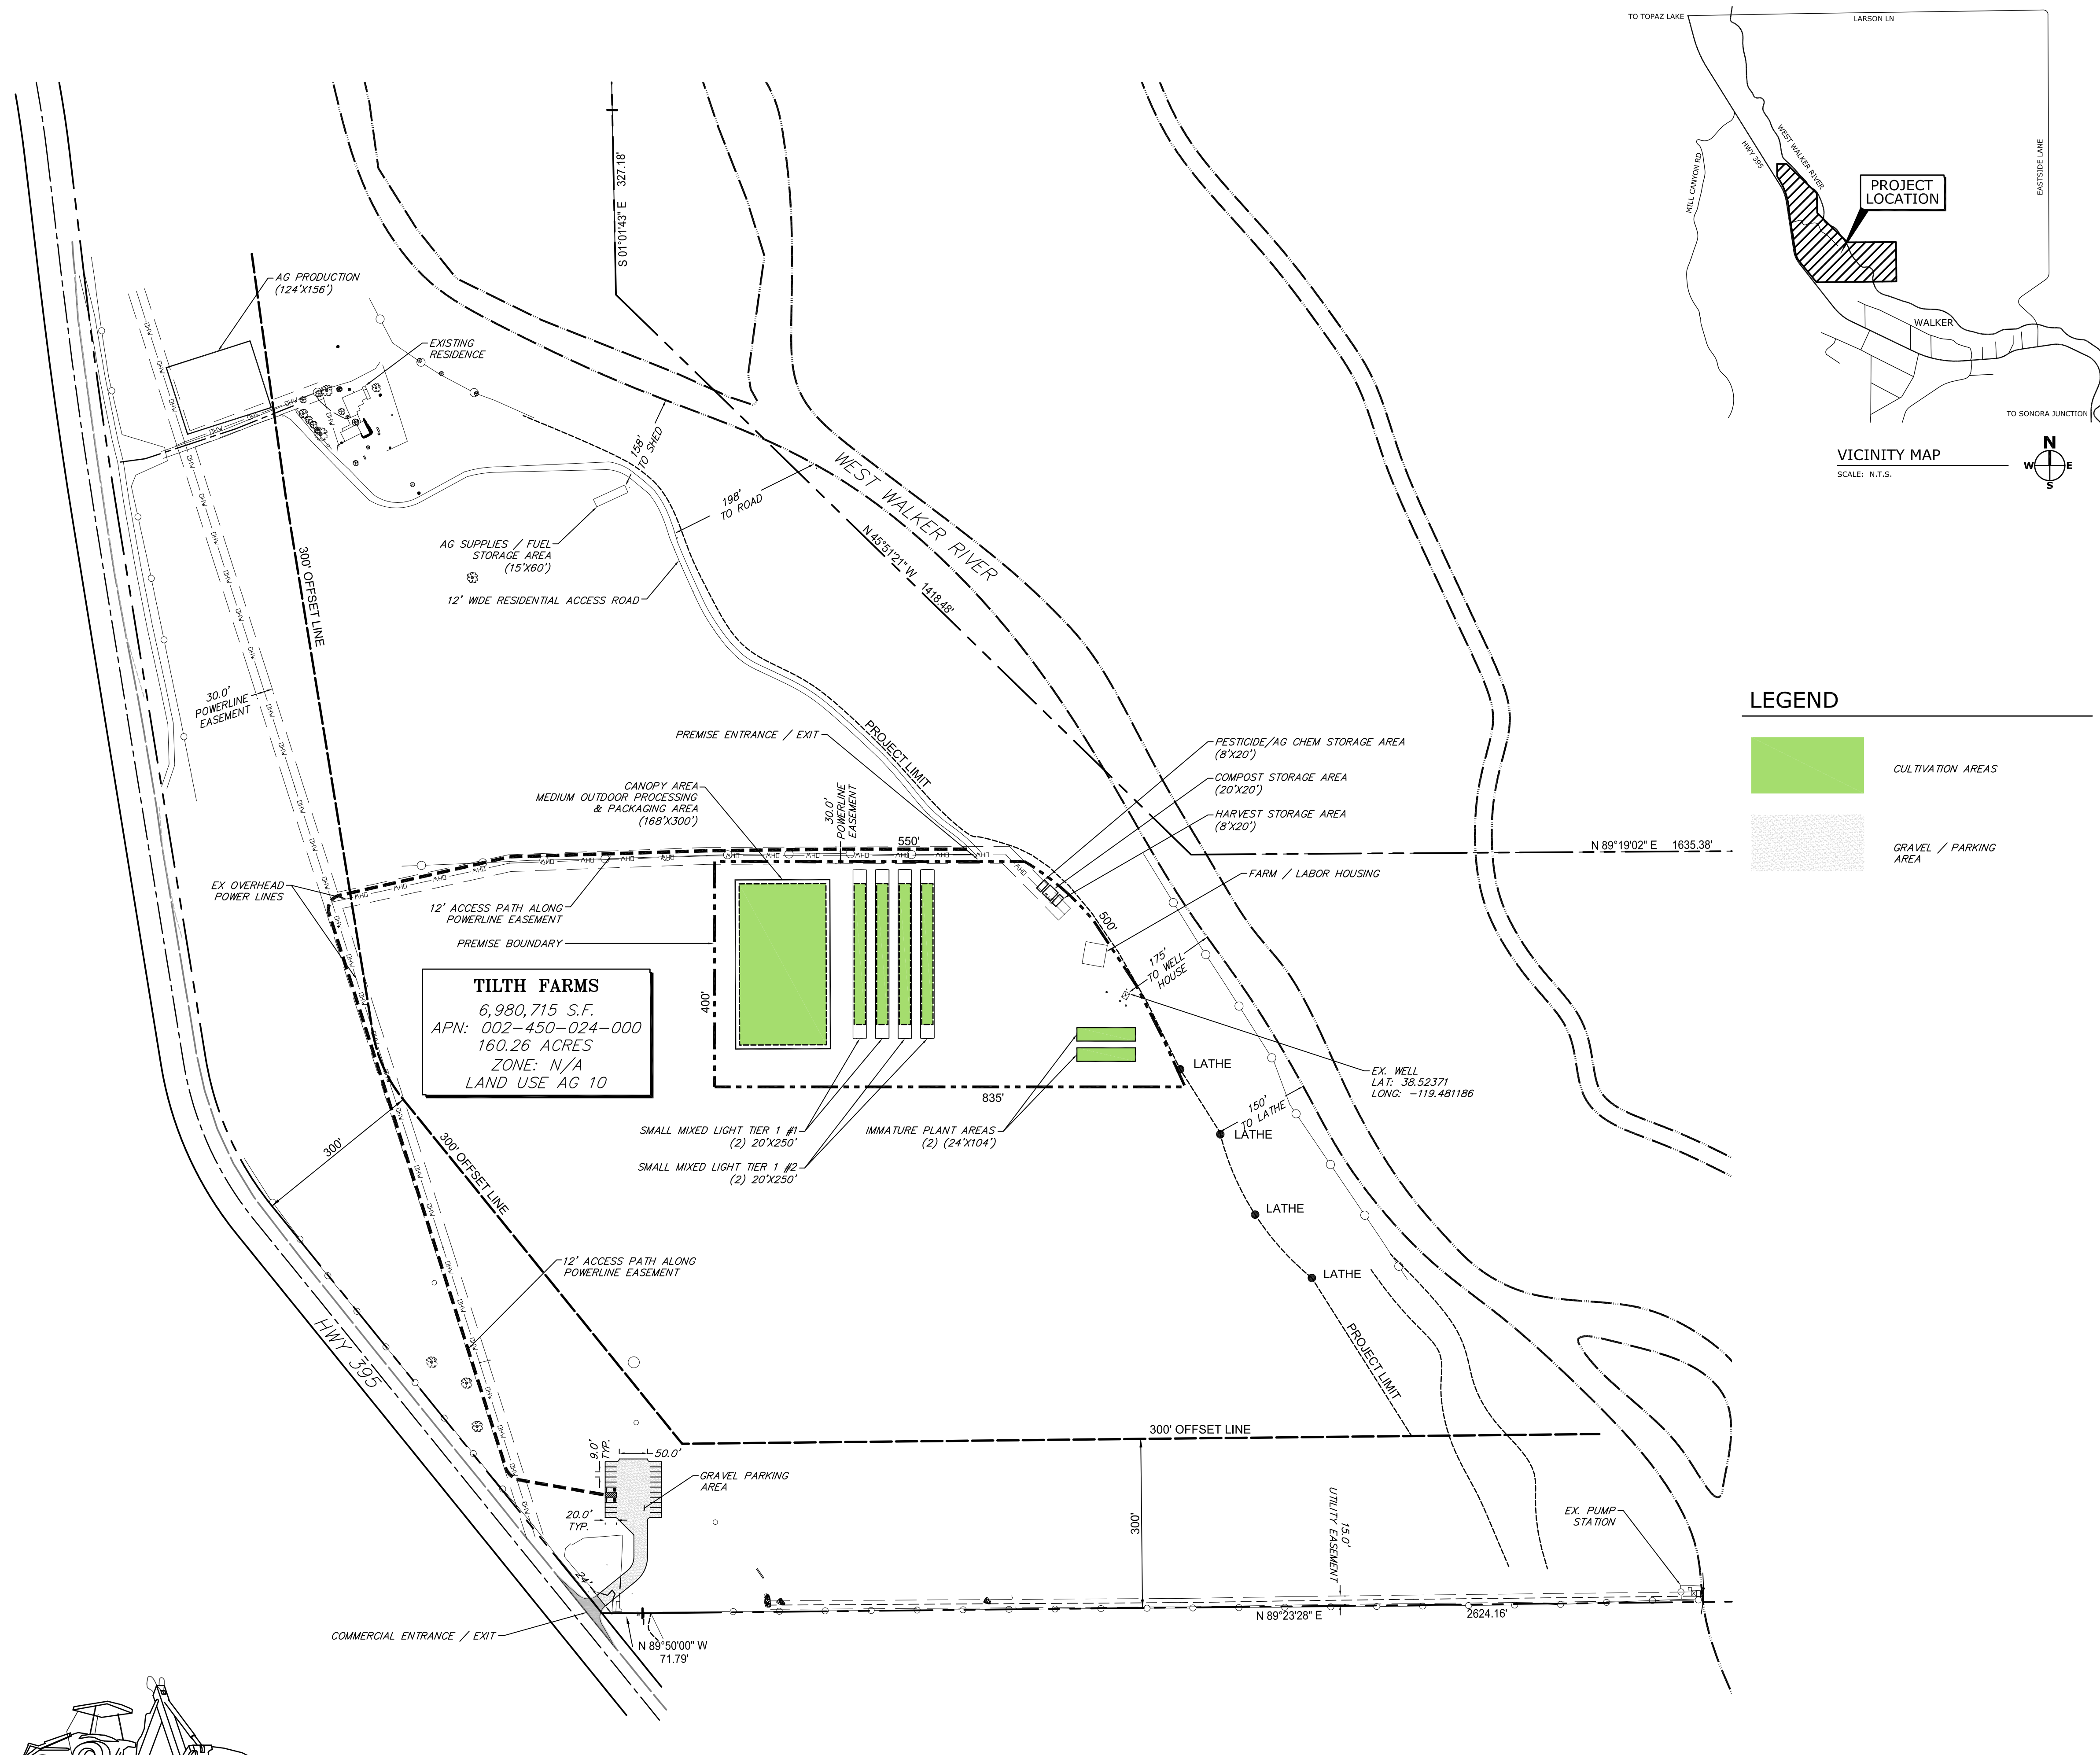 TO TOPAZ LAKE
LARSON LN
WEST WALKER RIVER
HWY 395
MILL CANYON RD
EASTSIDE LANE
PROJECT
LOCATION
WALKER
TO SONORA JUNCTION
VICINITY MAP
SCALE: N.T.S.
N
W
E
S
S 01°01'43" E 327.18'
AG PRODUCTION
(124'X156')
EXISTING
RESIDENCE
158'
TO SHED
198'
TO ROAD
WEST WALKER RIVER
N 45°51'21" W 1418.48'
AG SUPPLIES / FUEL
STORAGE AREA
(15'X60')
12' WIDE RESIDENTIAL ACCESS ROAD
300' OFFSET LINE
30.0'
POWERLINE
EASEMENT
LEGEND
CULTIVATION AREAS
GRAVEL / PARKING
AREA
PREMISE ENTRANCE / EXIT
PROJECT LIMIT
PESTICIDE/AG CHEM STORAGE AREA
(8'X20')
COMPOST STORAGE AREA
(20'X20')
HARVEST STORAGE AREA
(8'X20')
CANOPY AREA
MEDIUM OUTDOOR PROCESSING
& PACKAGING AREA
(168'X300')
30.0'
POWERLINE
EASEMENT
550'
N 89°19'02" E 1635.38'
FARM / LABOR HOUSING
EX OVERHEAD
POWER LINES
12' ACCESS PATH ALONG
POWERLINE EASEMENT
PREMISE BOUNDARY
500'
175'
TO WELL
HOUSE
400'
TILTH FARMS
6,980,715 S.F.
APN: 002-450-024-000
160.26 ACRES
ZONE: N/A
LAND USE AG 10
LATHE
EX. WELL
LAT: 38.52371
LONG: -119.481186
835'
150'
TO LATHE
LATHE
SMALL MIXED LIGHT TIER 1 #1
(2) 20'X250'
IMMATURE PLANT AREAS
(2) (24'X104')
SMALL MIXED LIGHT TIER 1 #2
(2) 20'X250'
300'
300' OFFSET LINE
LATHE
LATHE
12' ACCESS PATH ALONG
POWERLINE EASEMENT
HWY 395
PROJECT LIMIT
300' OFFSET LINE
9.0'
TYP.
50.0'
GRAVEL PARKING
AREA
20.0'
TYP.
300'
15.0'
UTILITY EASEMENT
EX. PUMP
STATION
24'
COMMERCIAL ENTRANCE / EXIT
N 89°50'00" W
71.79'
N 89°23'28" E
2624.16'